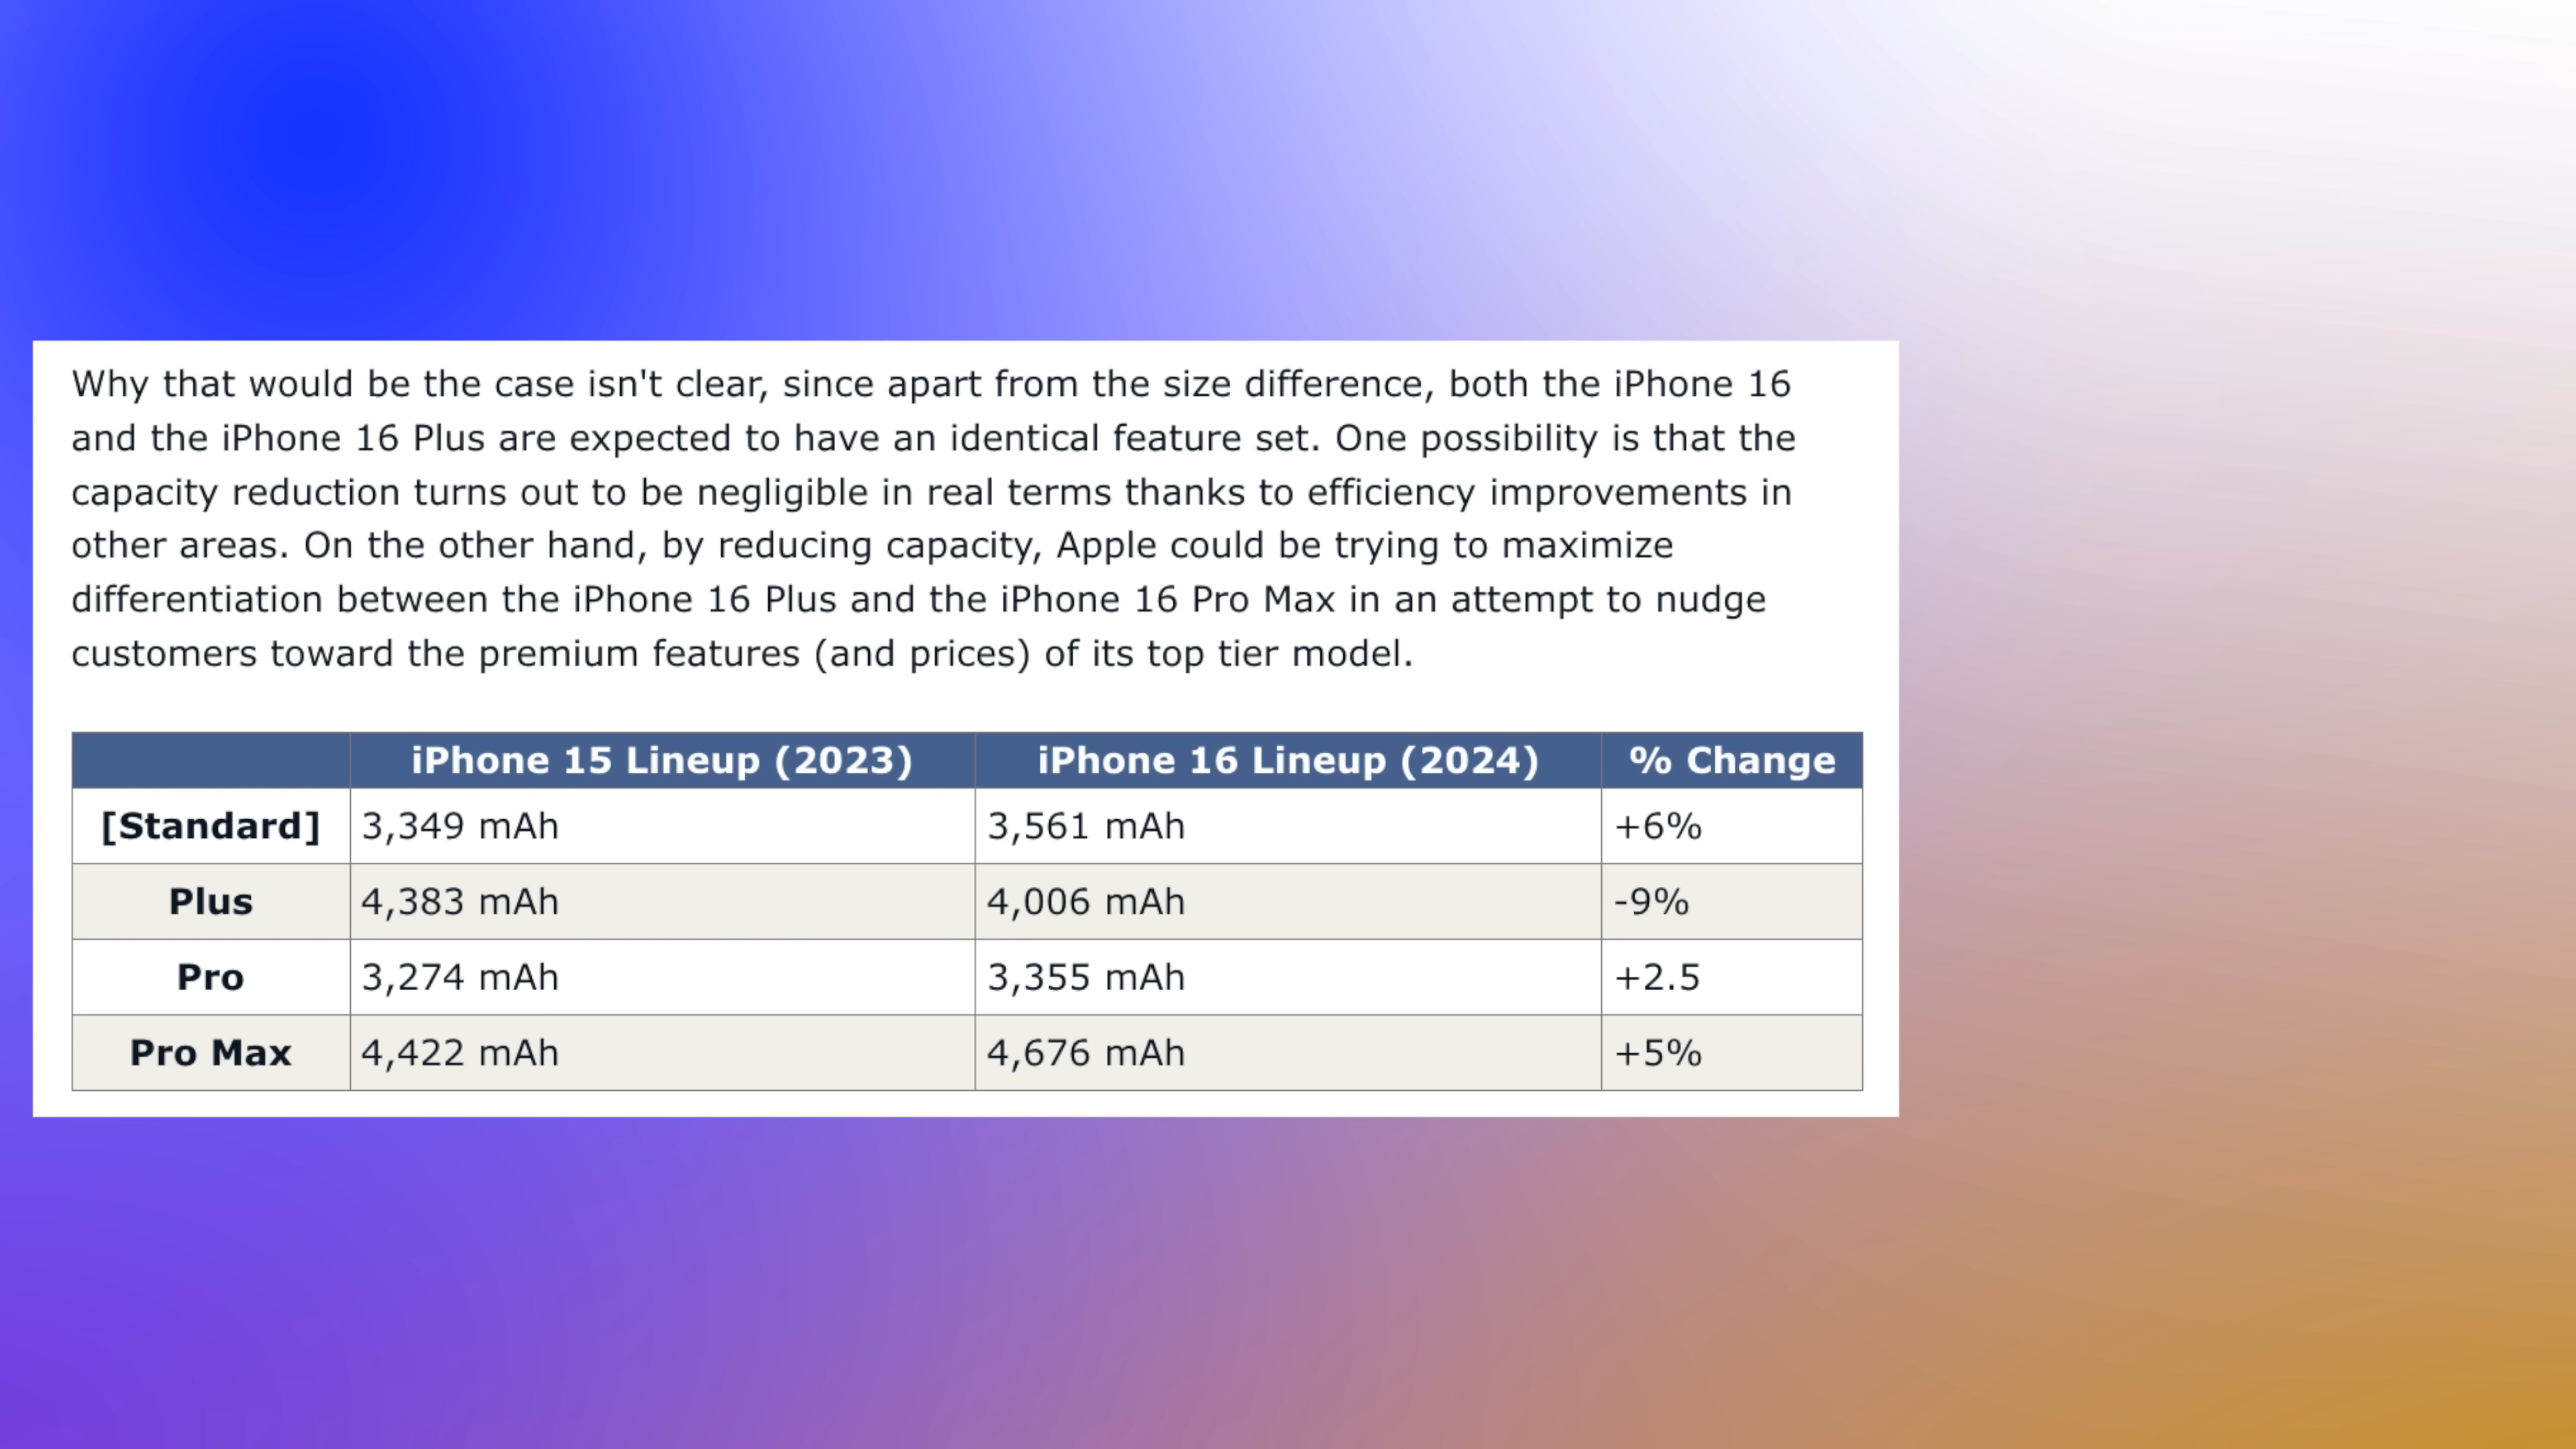 Why that would be the case isn't clear, since apart from the size difference, both the iPhone 16
and the iPhone 16 Plus are expected to have an identical feature set. One possibility is that the
capacity reduction turns out to be negligible in real terms thanks to efficiency improvements in
other areas. On the other hand, by reducing capacity, Apple could be trying to maximize
differentiation between the iPhone 16 Plus and the iPhone 16 Pro Max in an attempt to nudge
customers toward the premium features (and prices) of its top tier model.
iPhone 15 Lineup (2023) iPhone 16 Lineup (2024) % Change
[Standard] 3,349 mAh 3,561 mAh +6%
Plus 4,383 mAh 4,006 mAh -9%
Pro 3,274 mAh 3,355 mAh +2.5
Pro Max 4,422 mAh 4,676 mAh +5%